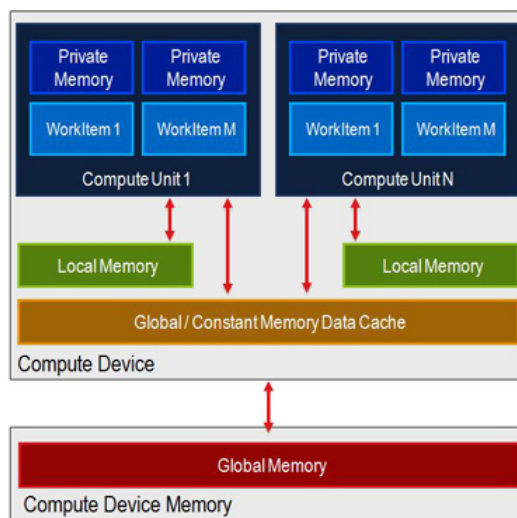 Private Memory
Private Memory
Private Memory
Private Memory
WorkItem 1
WorkItem M
WorkItem 1
WorkItem M
Compute Unit 1
Compute Unit N
Local Memory
Local Memory
Global / Constant Memory Data Cache
Compute Device
Global Memory
Compute Device Memory